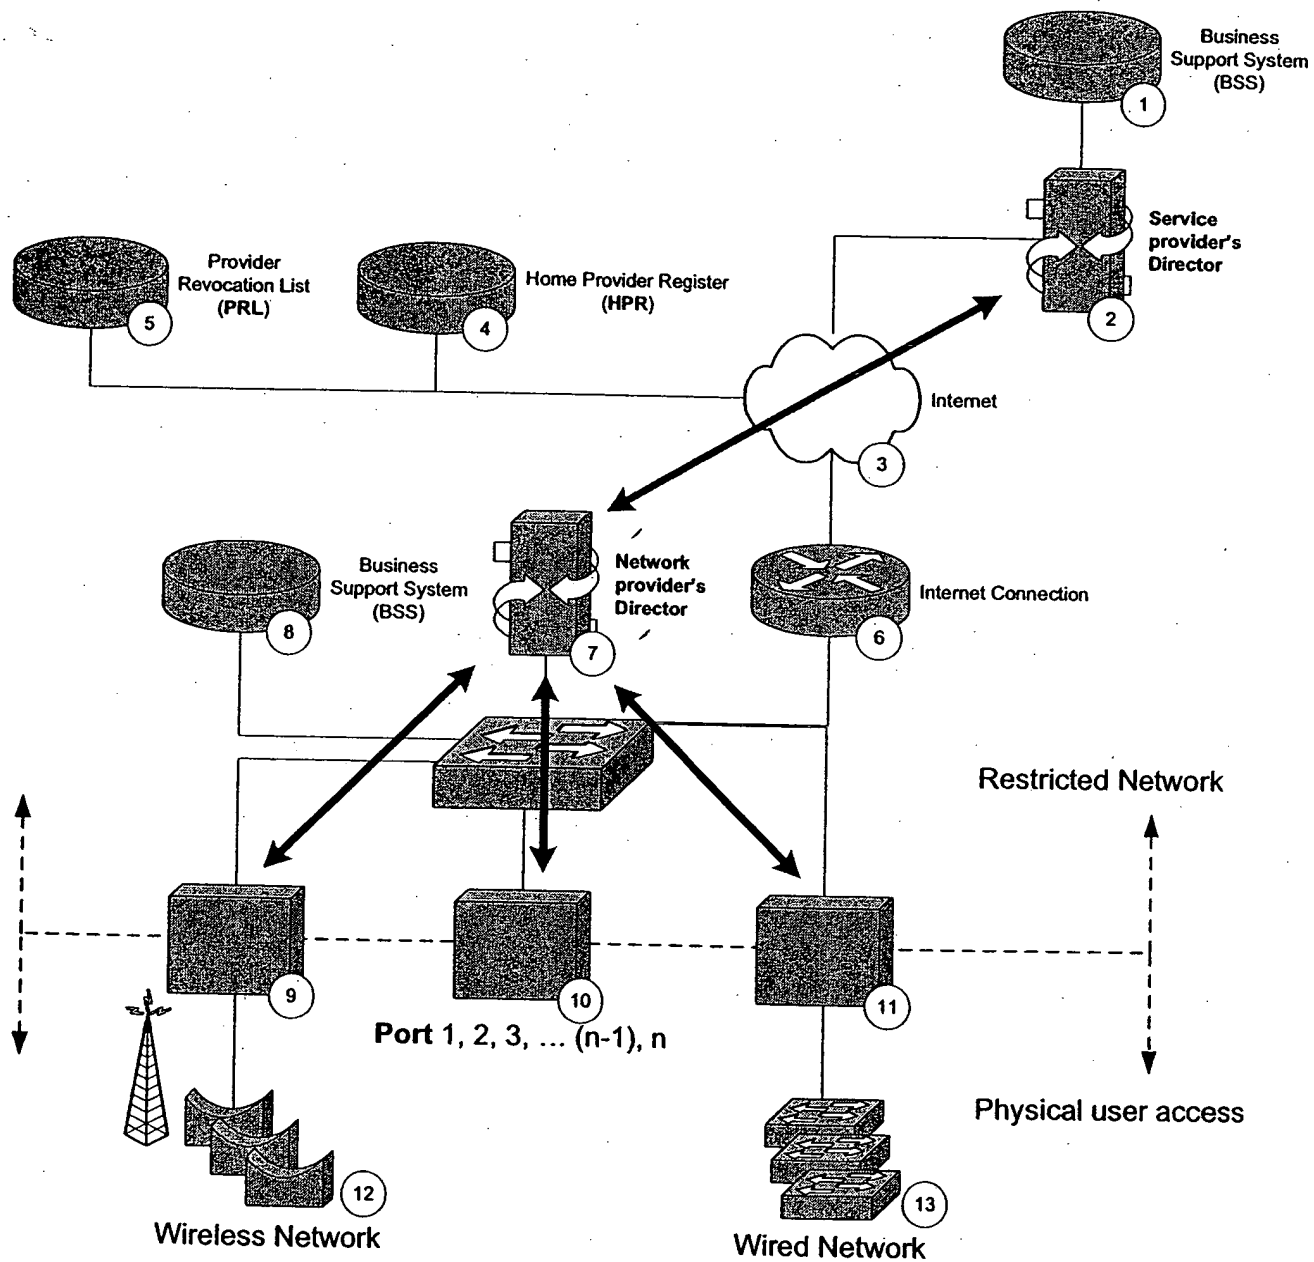 Business
Support System
(BSS)
1
Service
provider's
Director
2
Provider
Revocation List
(PRL)
5
Home Provider Register
(HPR)
4
Internet
3
Business
Support System
(BSS)
8
Network
provider's
Director
7
Internet Connection
6
Restricted Network
9
10
11
Port 1, 2, 3, ... (n-1), n
Physical user access
12
13
Wireless Network
Wired Network